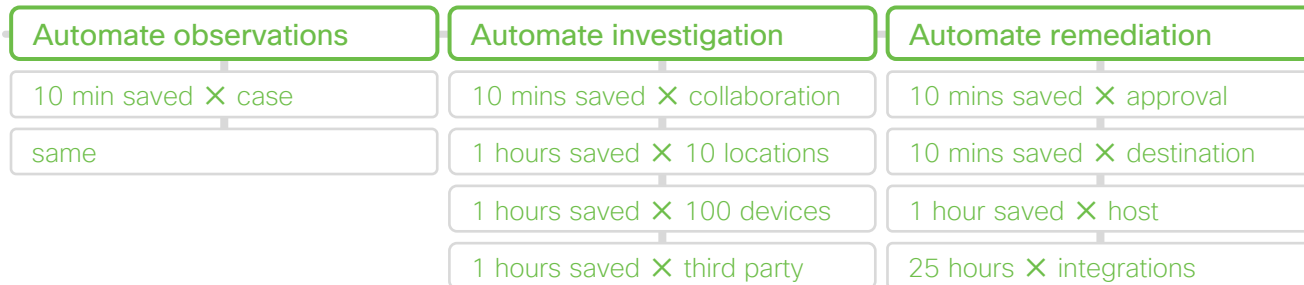 Automate observations
10 min saved × case
same
Automate investigation
10 mins saved × collaboration
1 hours saved × 10 locations
1 hours saved × 100 devices
1 hours saved × third party
Automate remediation
10 mins saved × approval
10 mins saved × destination
1 hour saved × host
25 hours × integrations